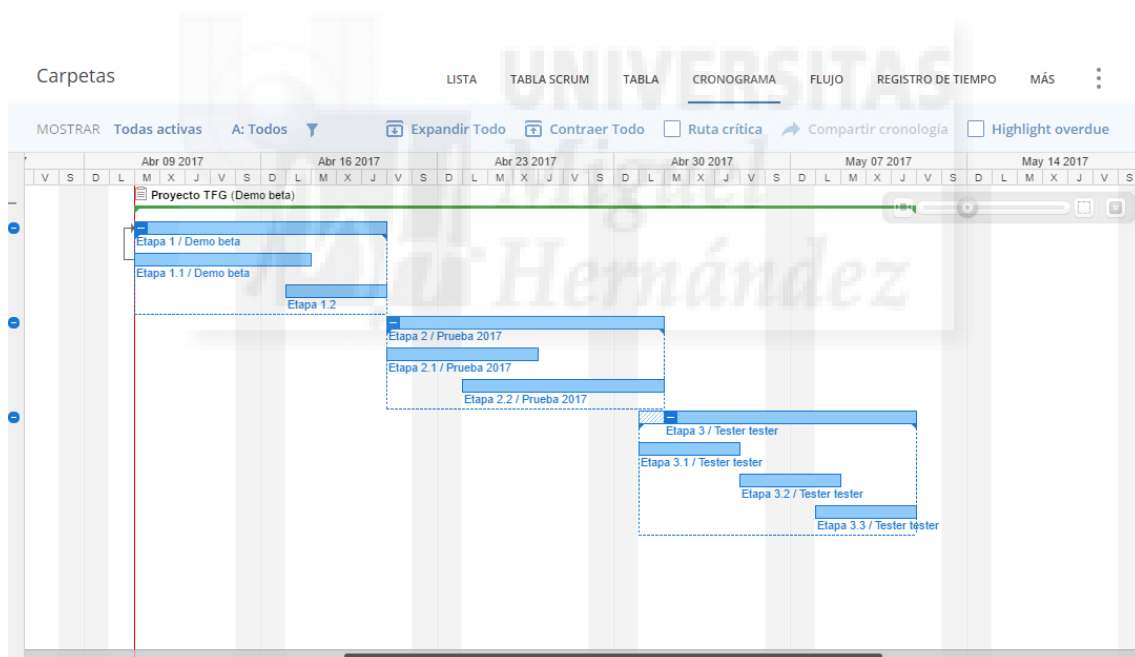 UNIVERSITAS
Miguel
Hernández
Carpetas
LISTA TABLA SCRUM TABLA CRONOGRAMA FLUJO REGISTRO DE TIEMPO MÁS
MOSTRAR Todas activas A: Todos Expandir Todo Contraer Todo Ruta crítica Compartir cronología Highlight overdue
Abr 09 2017 Abr 16 2017 Abr 23 2017 Abr 30 2017 May 07 2017 May 14 2017
V S D L M X J V S D L M X J V S D L M X J V S D L M X J V S D L M X J V S D L M X J V S
Proyecto TFG (Demo beta)
Etapa 1 / Demo beta
Etapa 1.1 / Demo beta
Etapa 1.2
Etapa 2 / Prueba 2017
Etapa 2.1 / Prueba 2017
Etapa 2.2 / Prueba 2017
Etapa 3 / Tester tester
Etapa 3.1 / Tester tester
Etapa 3.2 / Tester tester
Etapa 3.3 / Tester tester